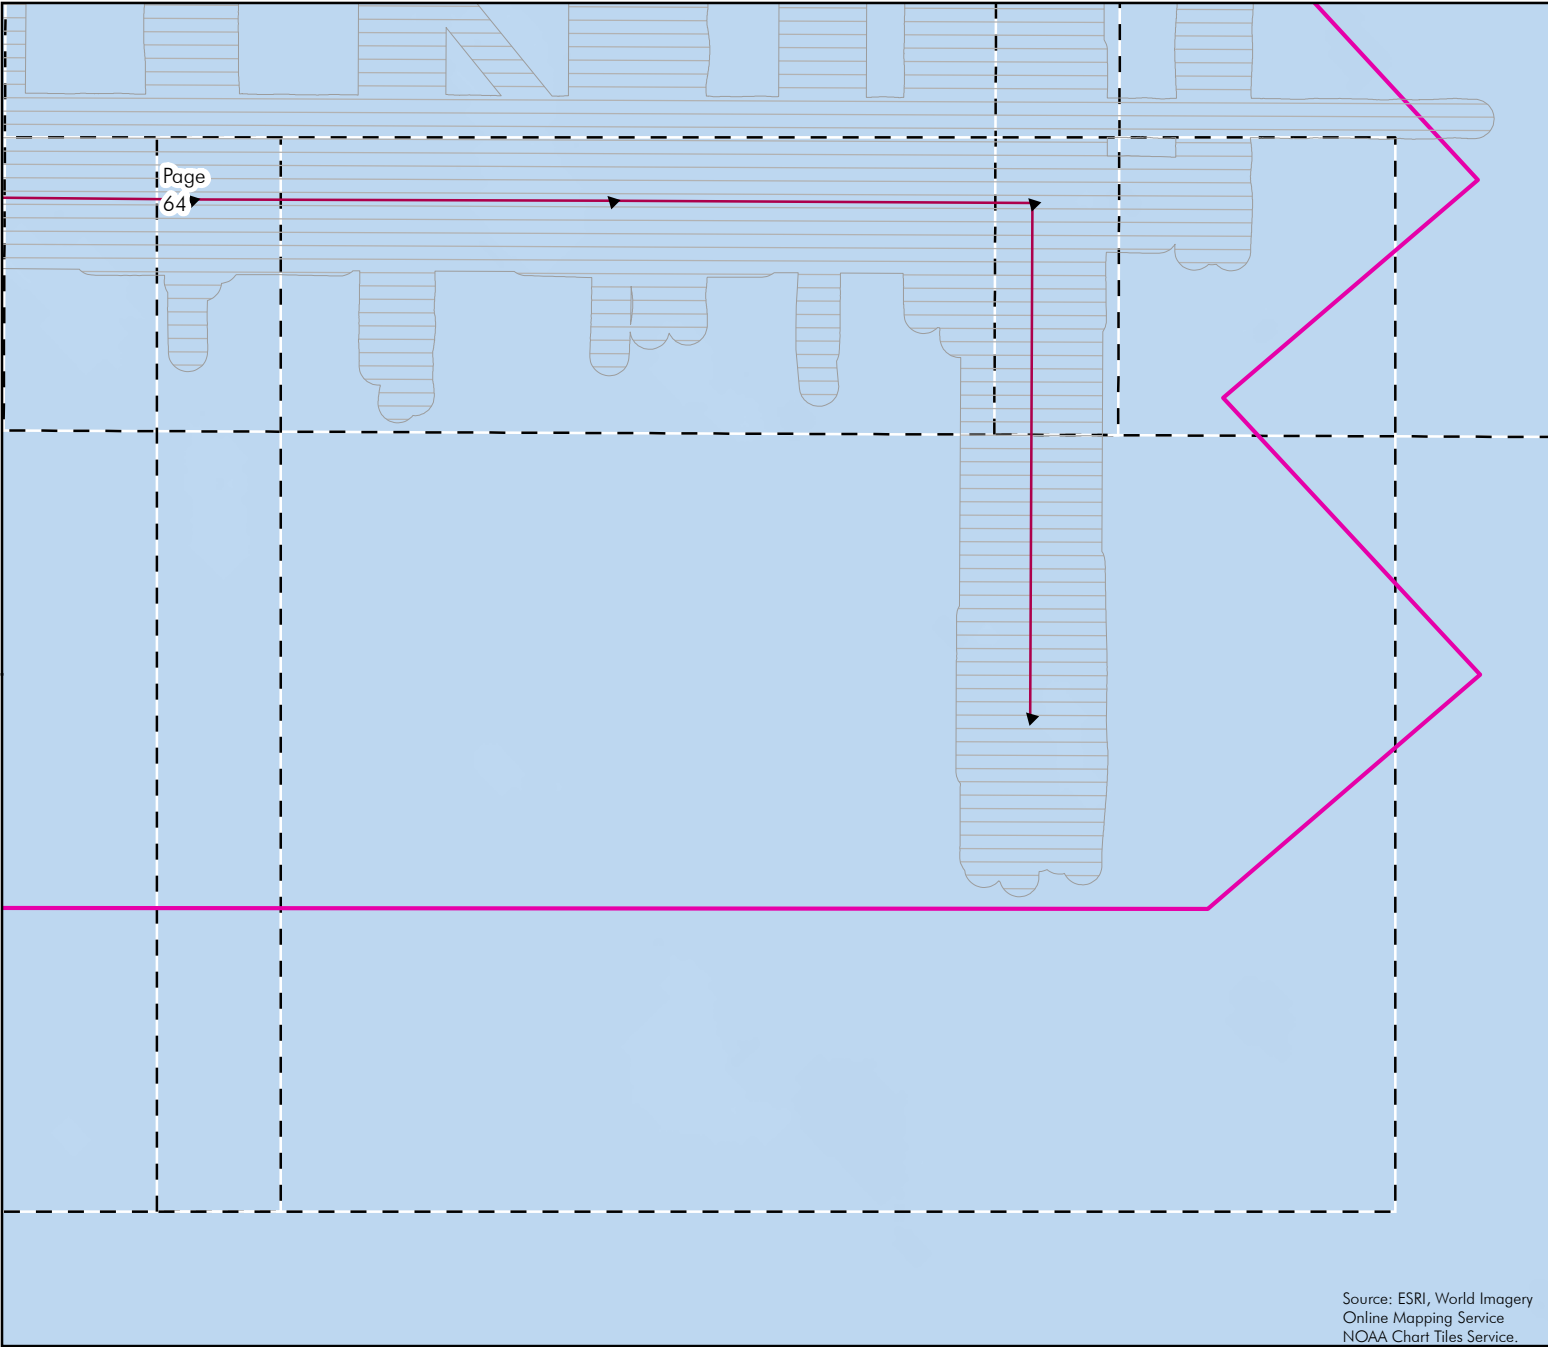 Page
64
Source: ESRI, World Imagery
Online Mapping Service
NOAA Chart Tiles Service.